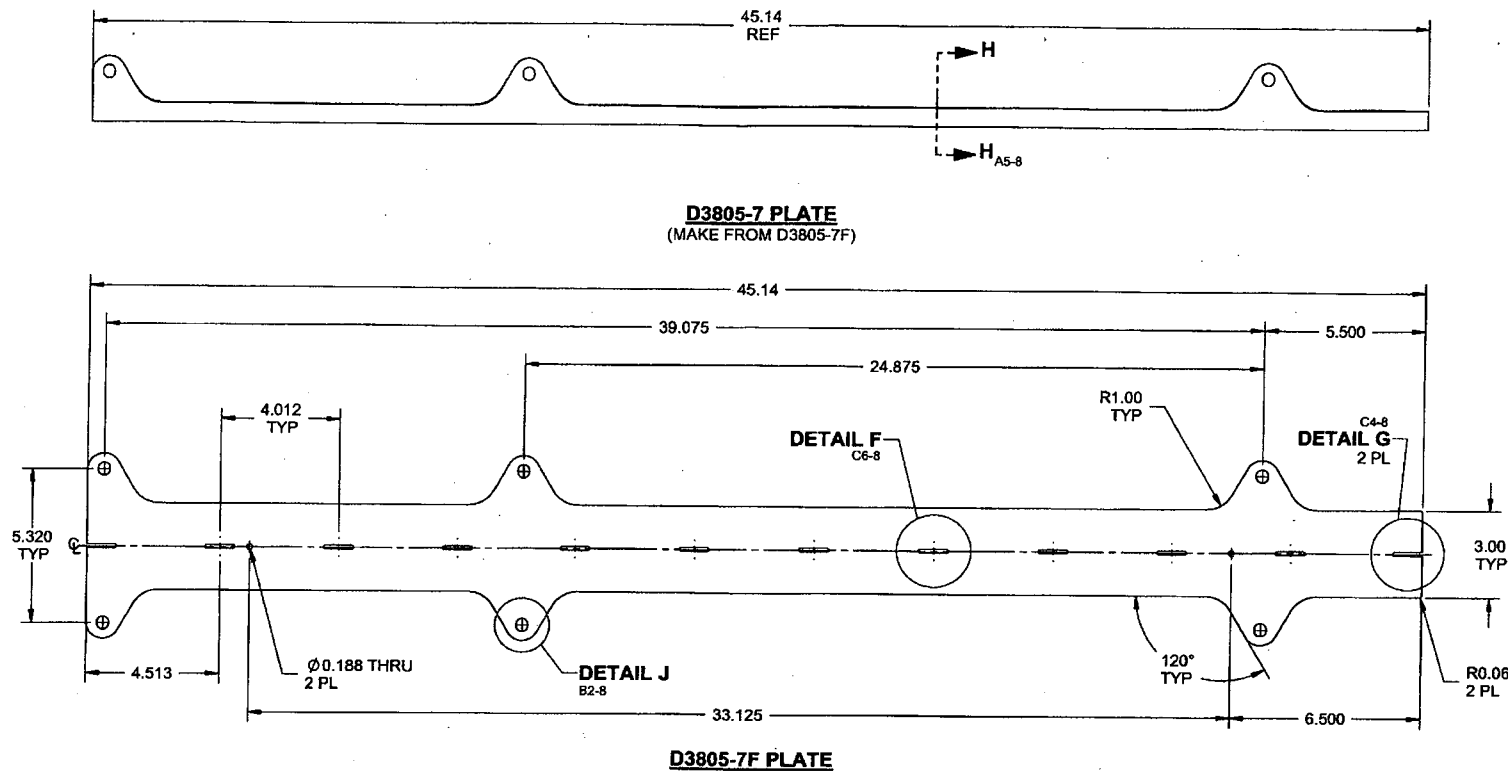 45.14
REF
H
H A5-8
D3805-7 PLATE
(MAKE FROM D3805-7F)
45.14
39.075
5.500
24.875
4.012
TYP
R1.00
TYP
DETAIL F
C6-8
C4-8
DETAIL G
2 PL
5.320
TYP
CL
3.00
TYP
4.513
Ø0.188 THRU
2 PL
DETAIL J
B2-8
120°
TYP
R0.06
2 PL
33.125
6.500
D3805-7F PLATE